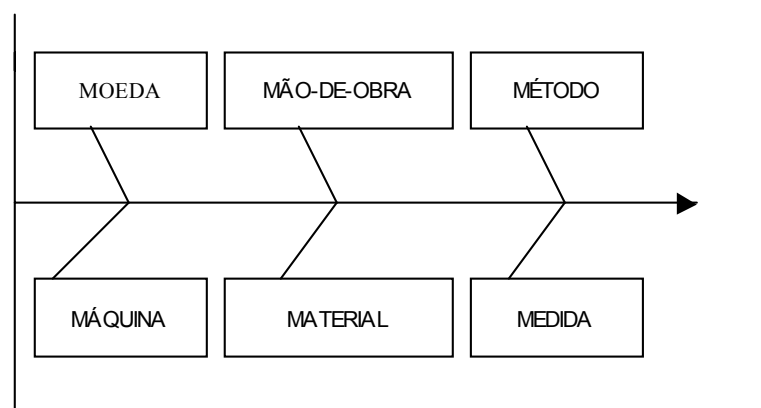 MOEDA
MÃO-DE-OBRA
MÉTODO
MÁQUINA
MATERIAL
MEDIDA